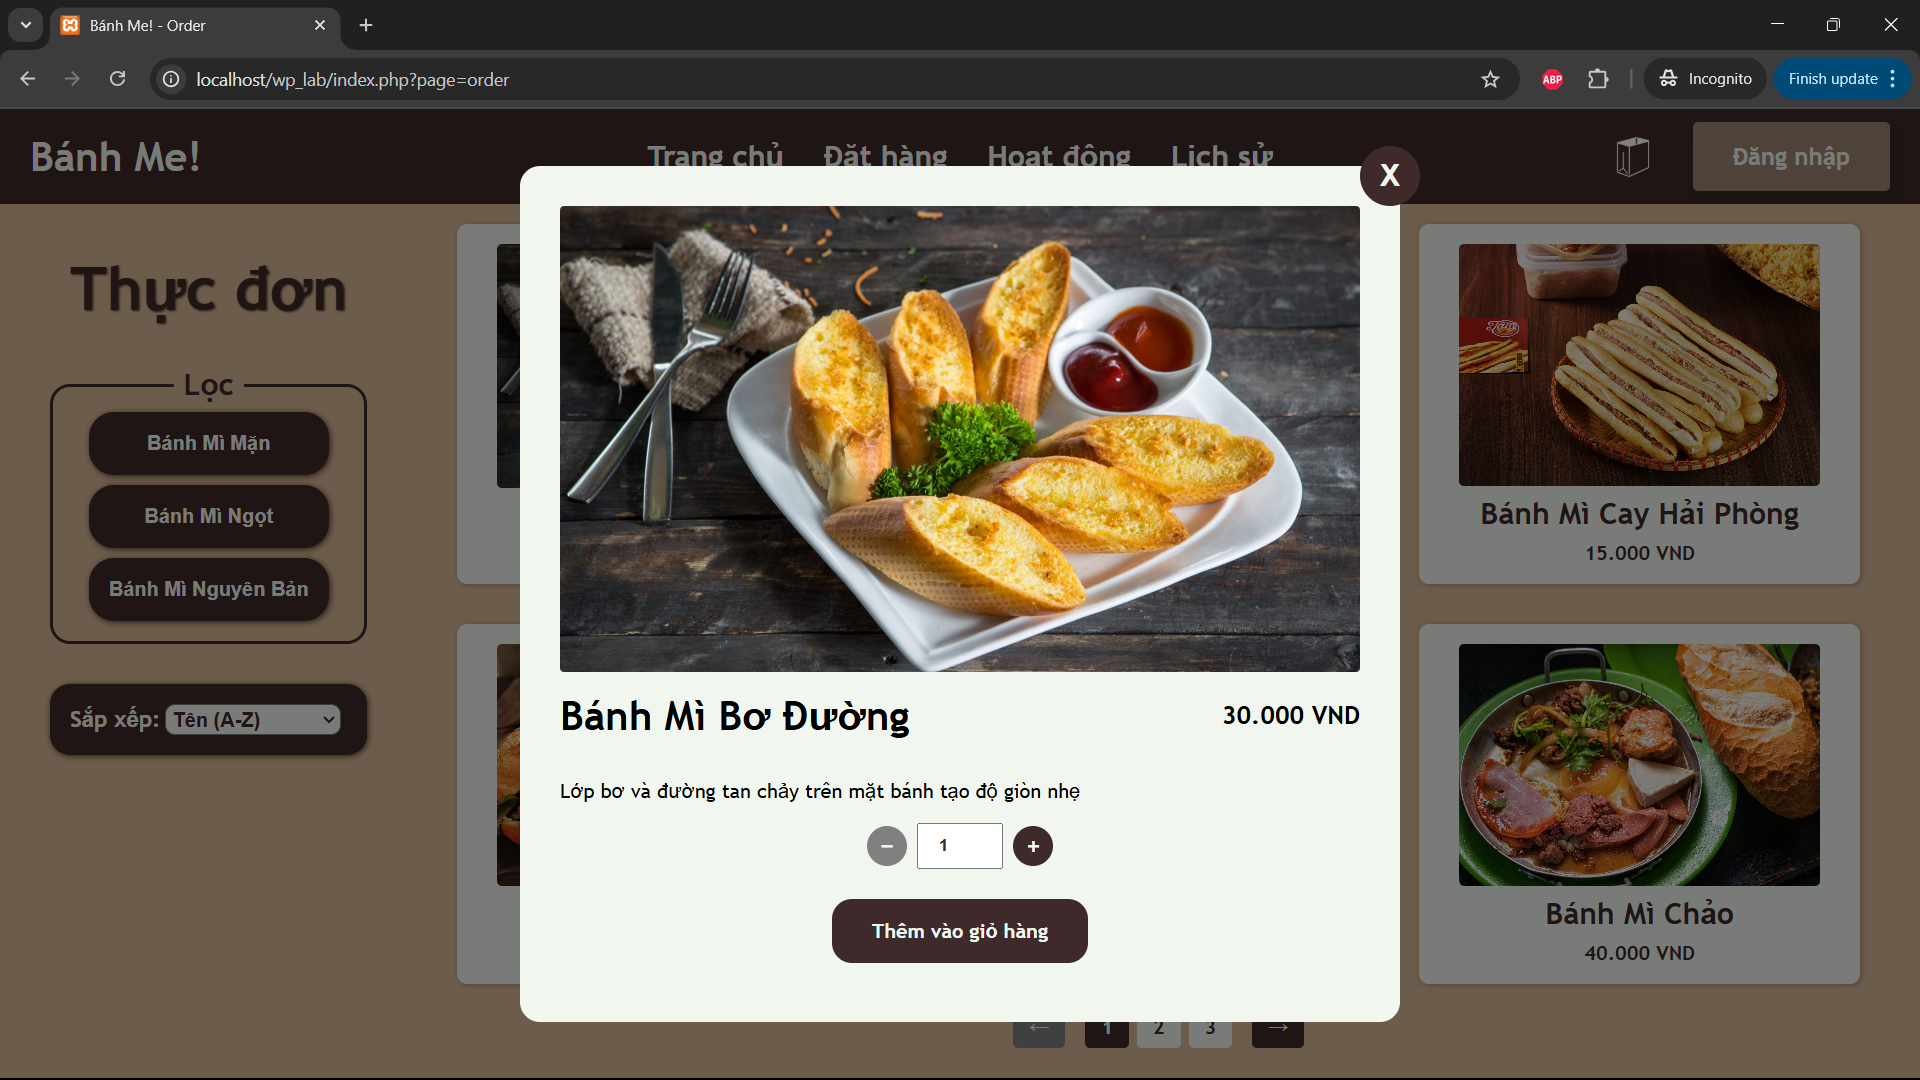 Bánh Me! - Order
localhost/wp_lab/index.php?page=order
ABP
Incognito
Finish update
Bánh Me!
Trang chủ
Đặt hàng
Hoạt động
Lịch sử
Đăng nhập
X
Thực đơn
Lọc
Bánh Mì Mặn
Bánh Mì Ngọt
Bánh Mì Nguyên Bản
Sắp xếp: Tên (A-Z)
Bánh Mì Bơ Đường
30.000 VND
Lớp bơ và đường tan chảy trên mặt bánh tạo độ giòn nhẹ
− 1 +
Thêm vào giỏ hàng
Bánh Mì Cay Hải Phòng
15.000 VND
Bánh Mì Chảo
40.000 VND
← 1 2 3 →